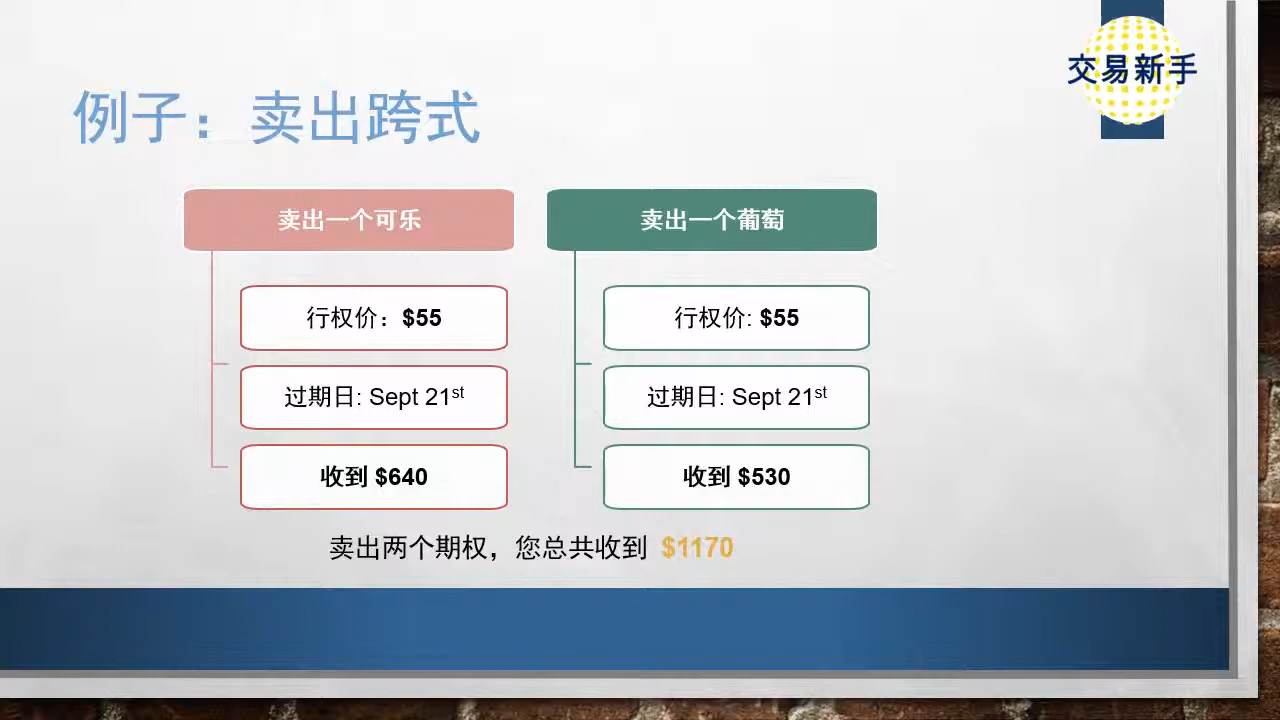 交易新手
例子：卖出跨式
卖出一个可乐
行权价：$55
过期日: Sept 21st
收到 $640
卖出一个葡萄
行权价: $55
过期日: Sept 21st
收到 $530
卖出两个期权，您总共收到 $1170